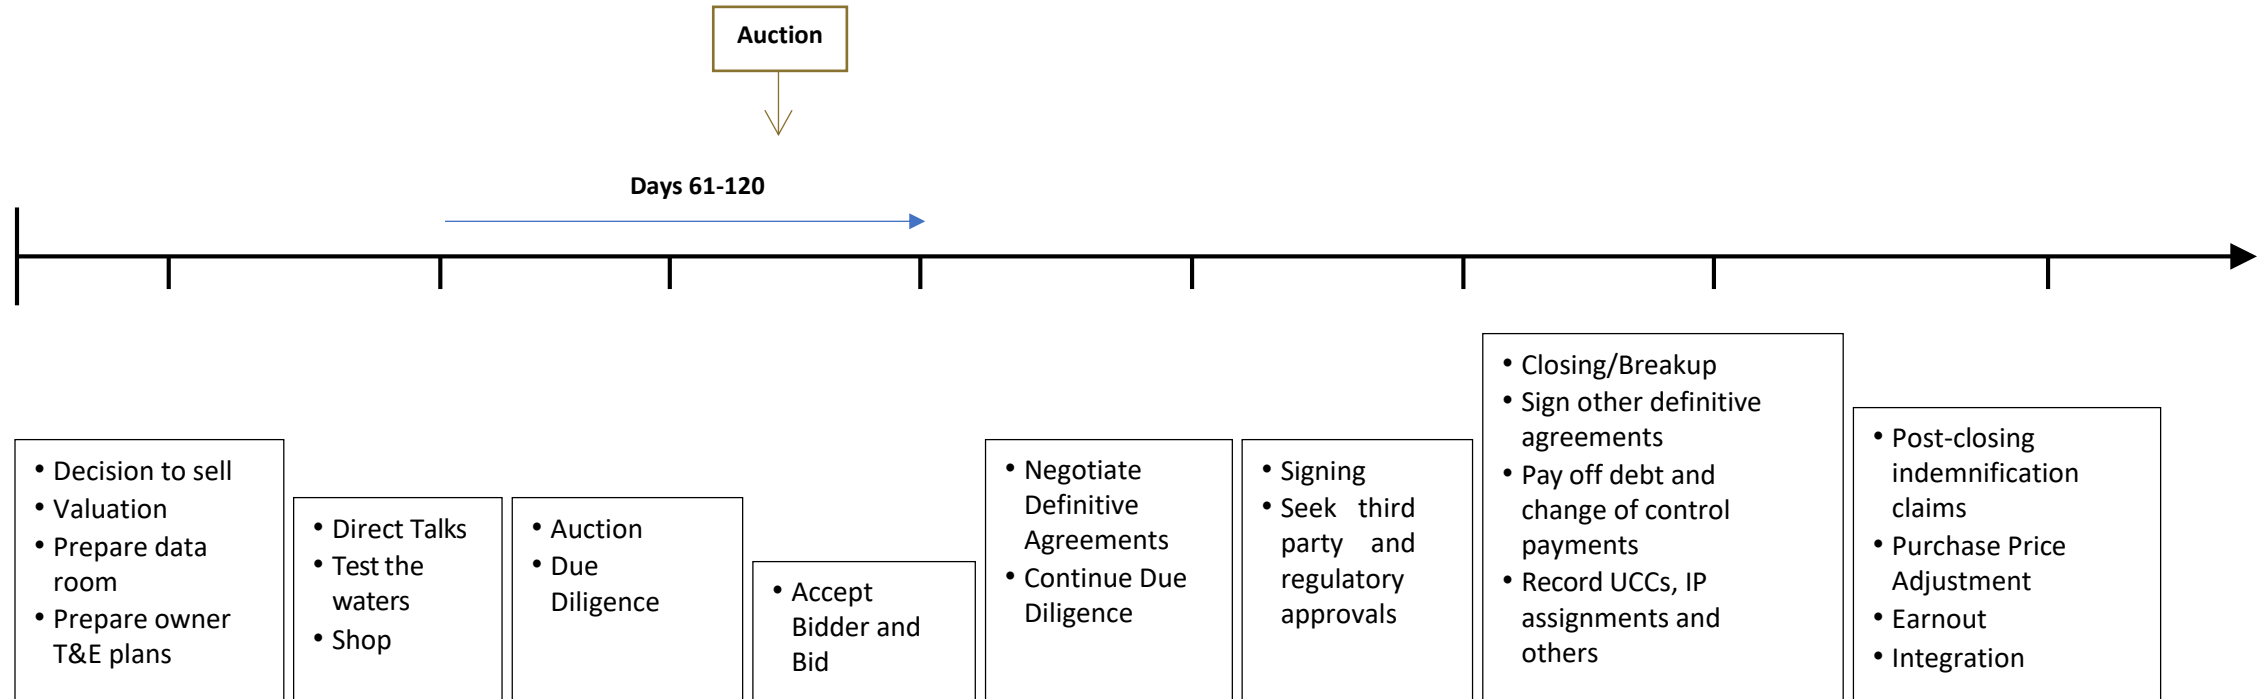 Auction
Days 61-120
• Decision to sell
• Valuation
• Prepare data
room
• Prepare owner
T&E plans
• Direct Talks
• Test the
waters
• Shop
• Auction
• Due
Diligence
• Accept
Bidder and
Bid
• Negotiate
Definitive
Agreements
• Continue Due
Diligence
• Signing
• Seek third
party and
regulatory
approvals
• Closing/Breakup
• Sign other definitive
agreements
• Pay off debt and
change of control
payments
• Record UCCs, IP
assignments and
others
• Post-closing
indemnification
claims
• Purchase Price
Adjustment
• Earnout
• Integration